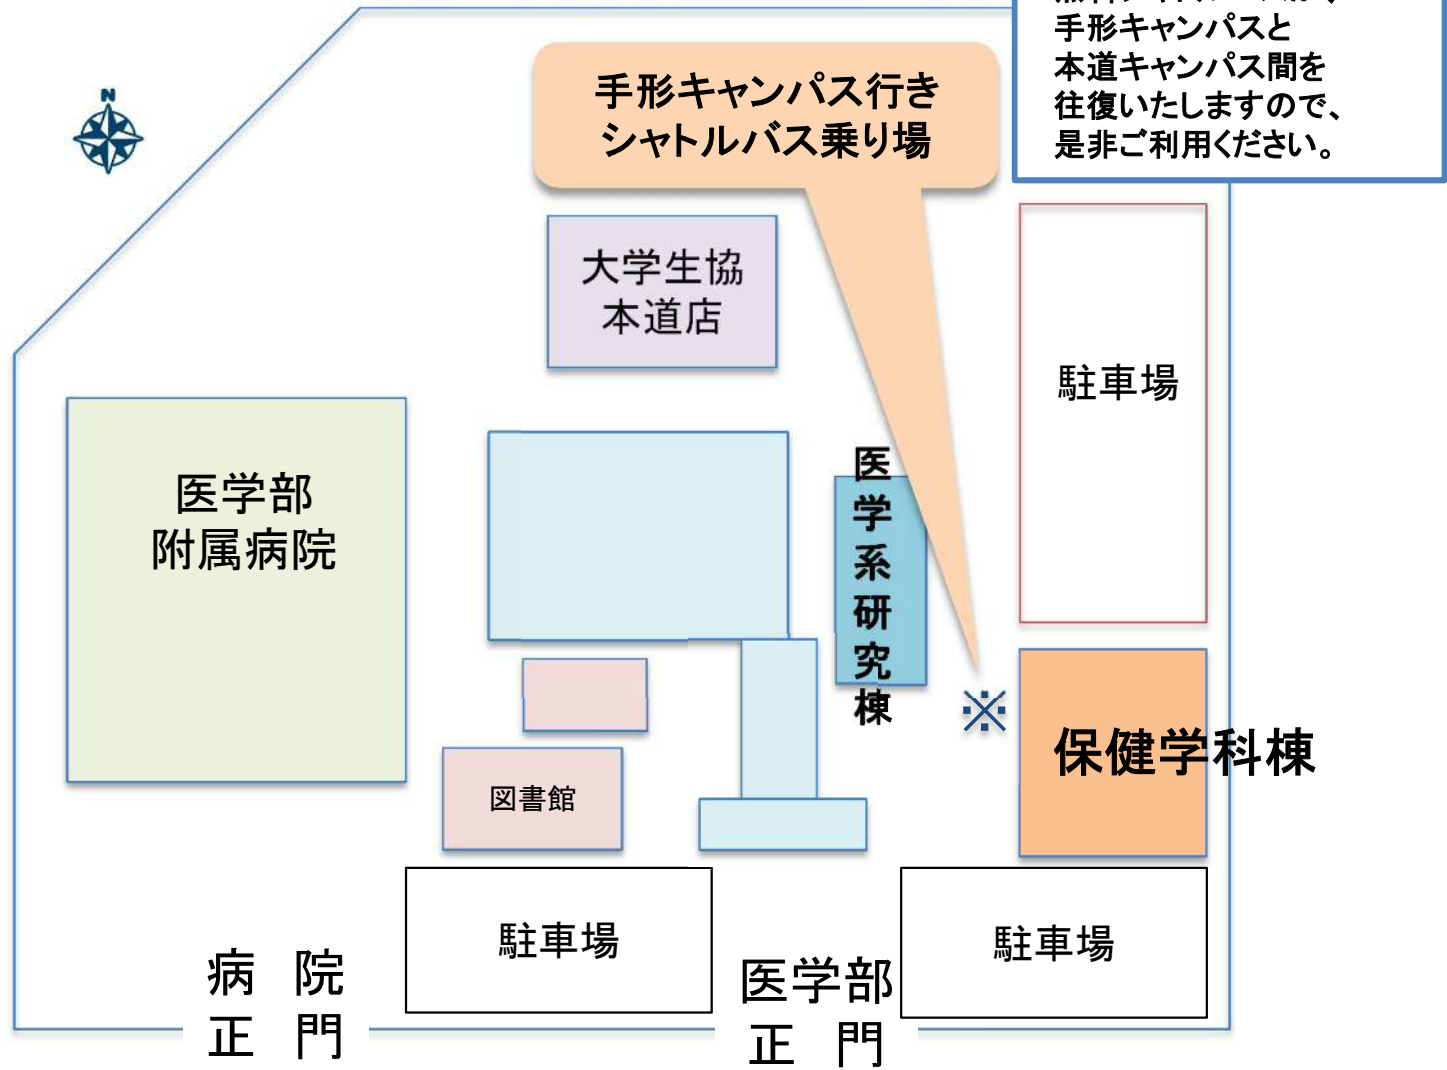 手形キャンパスと
本道キャンパス間を
往復いたしますので、
是非ご利用ください。
N
手形キャンパス行き
シャトルバス乗り場
大学生協
本道店
駐車場
医学部
附属病院
医学系研究棟
※
保健学科棟
図書館
駐車場
駐車場
病 院
正 門
医学部
正 門